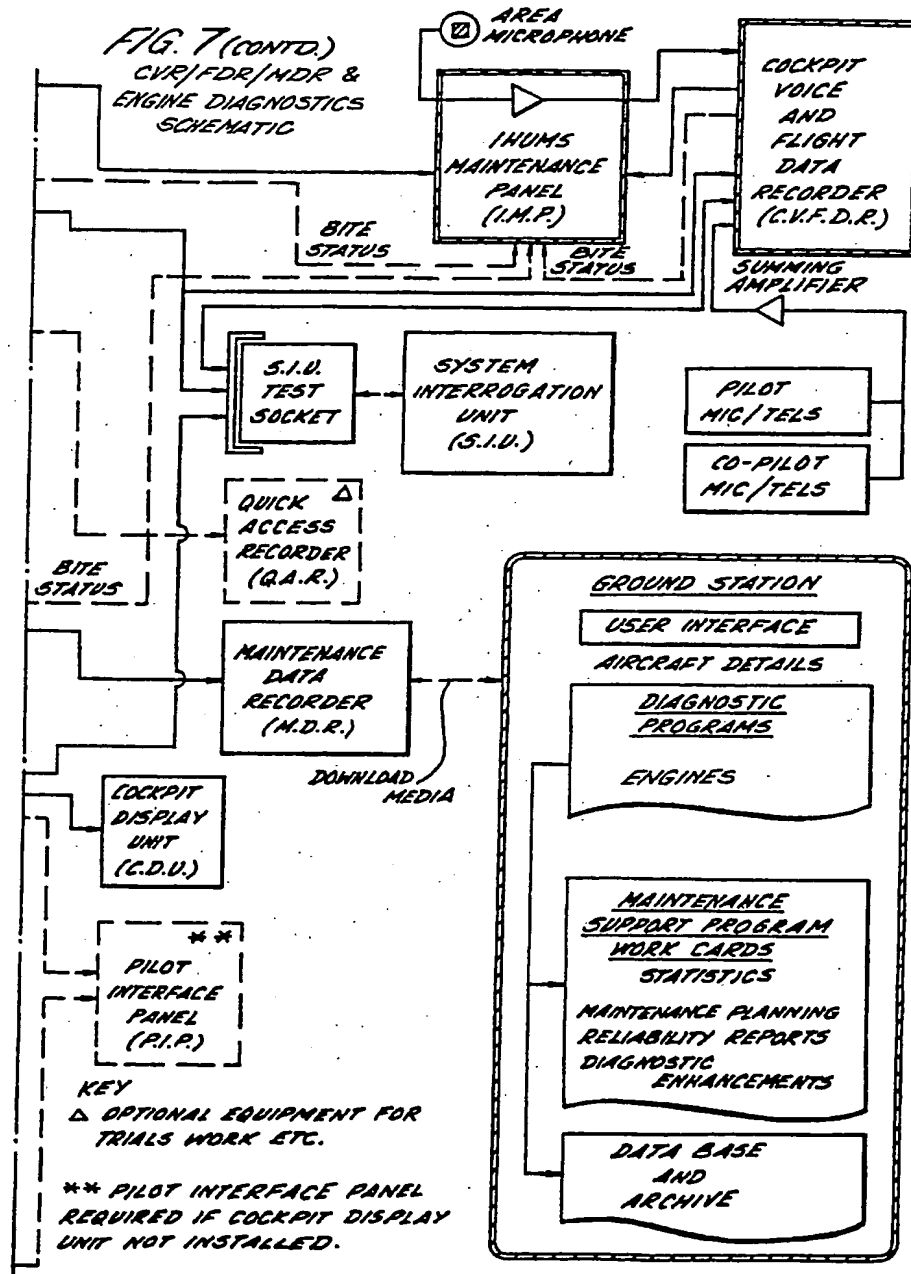 FIG. 7 (CONTD.)
CVR/FDR/MDR &
ENGINE DIAGNOSTICS
SCHEMATIC
AREA
MICROPHONE
IHUMS
MAINTENANCE
PANEL
(I.M.P.)
COCKPIT
VOICE
AND
FLIGHT
DATA
RECORDER
(C.V.F.D.R.)
BITE
STATUS
BITE
STATUS
SUMMING
AMPLIFIER
S.I.U.
TEST
SOCKET
SYSTEM
INTERROGATION
UNIT
(S.I.U.)
PILOT
MIC/TELS
CO-PILOT
MIC/TELS
QUICK △
ACCESS
RECORDER
(Q.A.R.)
BITE
STATUS
MAINTENANCE
DATA
RECORDER
(M.D.R.)
DOWNLOAD
MEDIA
GROUND STATION
USER INTERFACE
AIRCRAFT DETAILS
DIAGNOSTIC
PROGRAMS
ENGINES
MAINTENANCE
SUPPORT PROGRAM
WORK CARDS
STATISTICS
MAINTENANCE PLANNING
RELIABILITY REPORTS
DIAGNOSTIC
ENHANCEMENTS
DATA BASE
AND
ARCHIVE
COCKPIT
DISPLAY
UNIT
(C.D.U.)
**
PILOT
INTERFACE
PANEL
(P.I.P.)
KEY
△ OPTIONAL EQUIPMENT FOR
TRIALS WORK ETC.
** PILOT INTERFACE PANEL
REQUIRED IF COCKPIT DISPLAY
UNIT NOT INSTALLED.